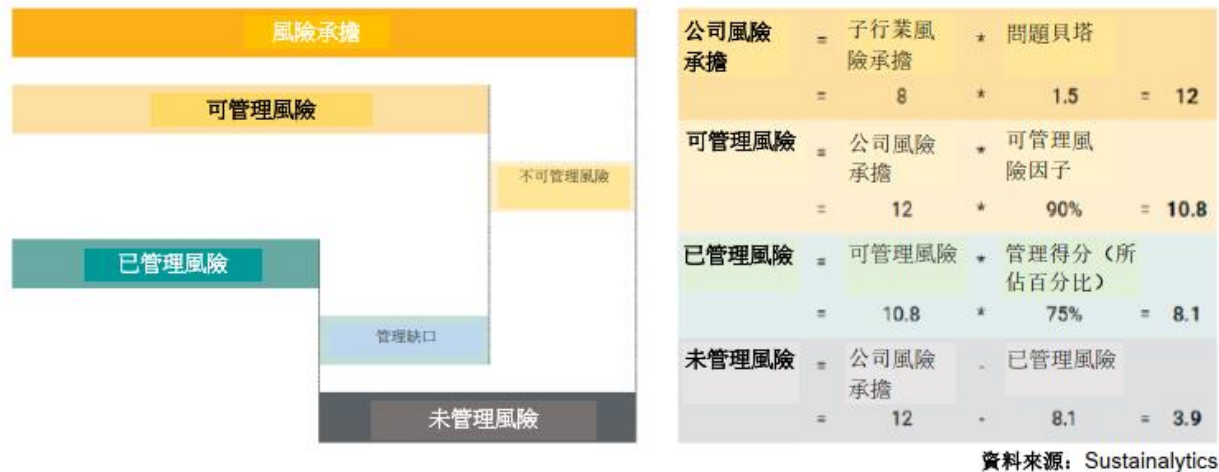 風險承擔
可管理風險
不可管理風險
已管理風險
管理缺口
未管理風險
公司風險 = 子行業風 * 問題貝塔
承擔 險承擔
= 8 * 1.5 = 12
可管理風險 = 公司風險 * 可管理風
承擔 險因子
= 12 * 90% = 10.8
已管理風險 = 可管理風險 * 管理得分（所
佔百分比）
= 10.8 * 75% = 8.1
未管理風險 = 公司風險 - 已管理風險
承擔
= 12 - 8.1 = 3.9
資料來源：Sustainalytics